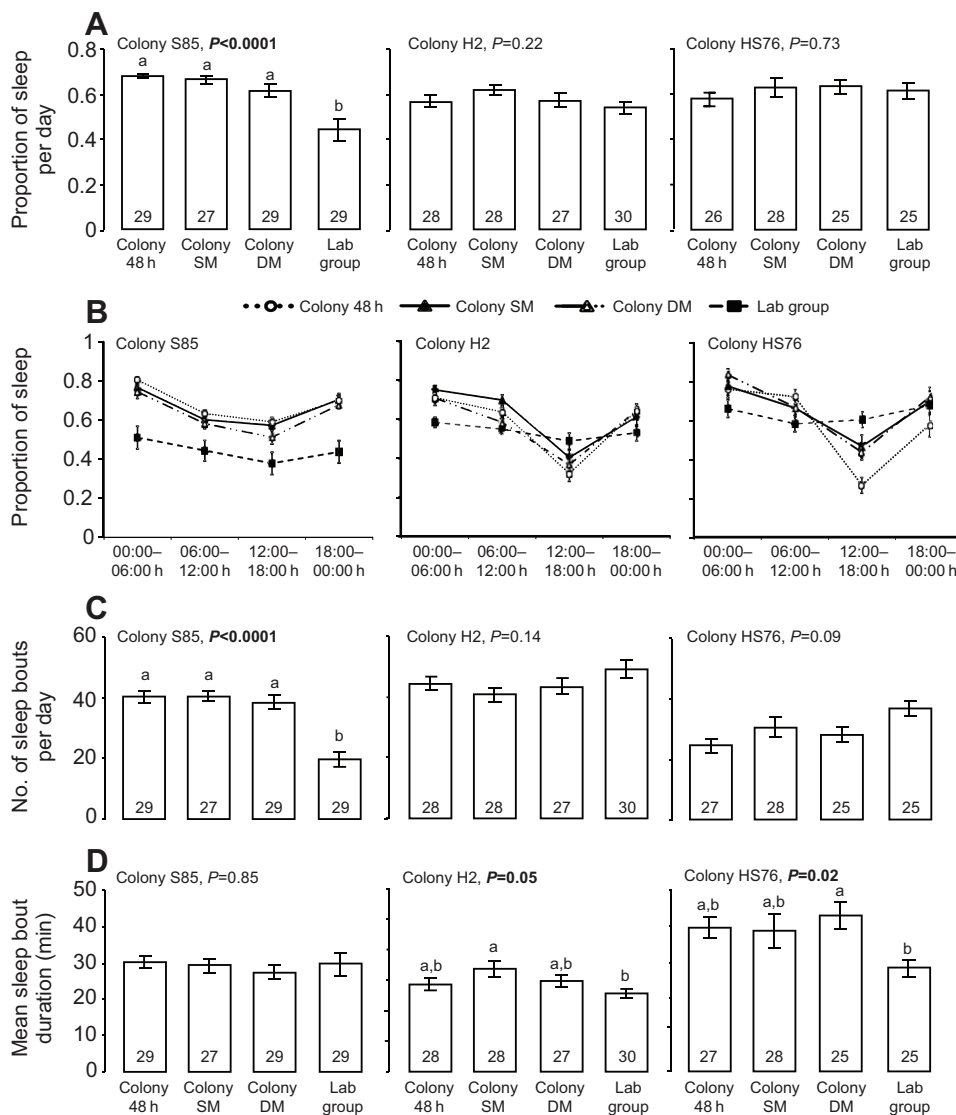 A
Colony S85, P<0.0001
Colony H2, P=0.22
Colony HS76, P=0.73
Proportion of sleep
per day
0.8
0.6
0.4
0.2
0
a
a
a
b
29
27
29
29
28
28
27
30
26
28
25
25
Colony
48 h
Colony
SM
Colony
DM
Lab
group
Colony
48 h
Colony
SM
Colony
DM
Lab
group
Colony
48 h
Colony
SM
Colony
DM
Lab
group
Colony 48 h
Colony SM
Colony DM
Lab group
B
Colony S85
Colony H2
Colony HS76
Proportion of sleep
1
0.8
0.6
0.4
0.2
0
00:00–
06:00 h
06:00–
12:00 h
12:00–
18:00 h
18:00–
00:00 h
00:00–
06:00 h
06:00–
12:00 h
12:00–
18:00 h
18:00–
00:00 h
00:00–
06:00 h
06:00–
12:00 h
12:00–
18:00 h
18:00–
00:00 h
C
Colony S85, P<0.0001
Colony H2, P=0.14
Colony HS76, P=0.09
No. of sleep bouts
per day
60
40
20
0
a
a
a
b
29
27
29
29
28
28
27
30
27
28
25
25
D
Colony S85, P=0.85
Colony H2, P=0.05
Colony HS76, P=0.02
Mean sleep bout
duration (min)
50
40
30
20
10
0
a,b
a
a,b
b
a,b
a,b
a
b
29
27
29
29
28
28
27
30
27
28
25
25
Colony
48 h
Colony
SM
Colony
DM
Lab
group
Colony
48 h
Colony
SM
Colony
DM
Lab
group
Colony
48 h
Colony
SM
Colony
DM
Lab
group